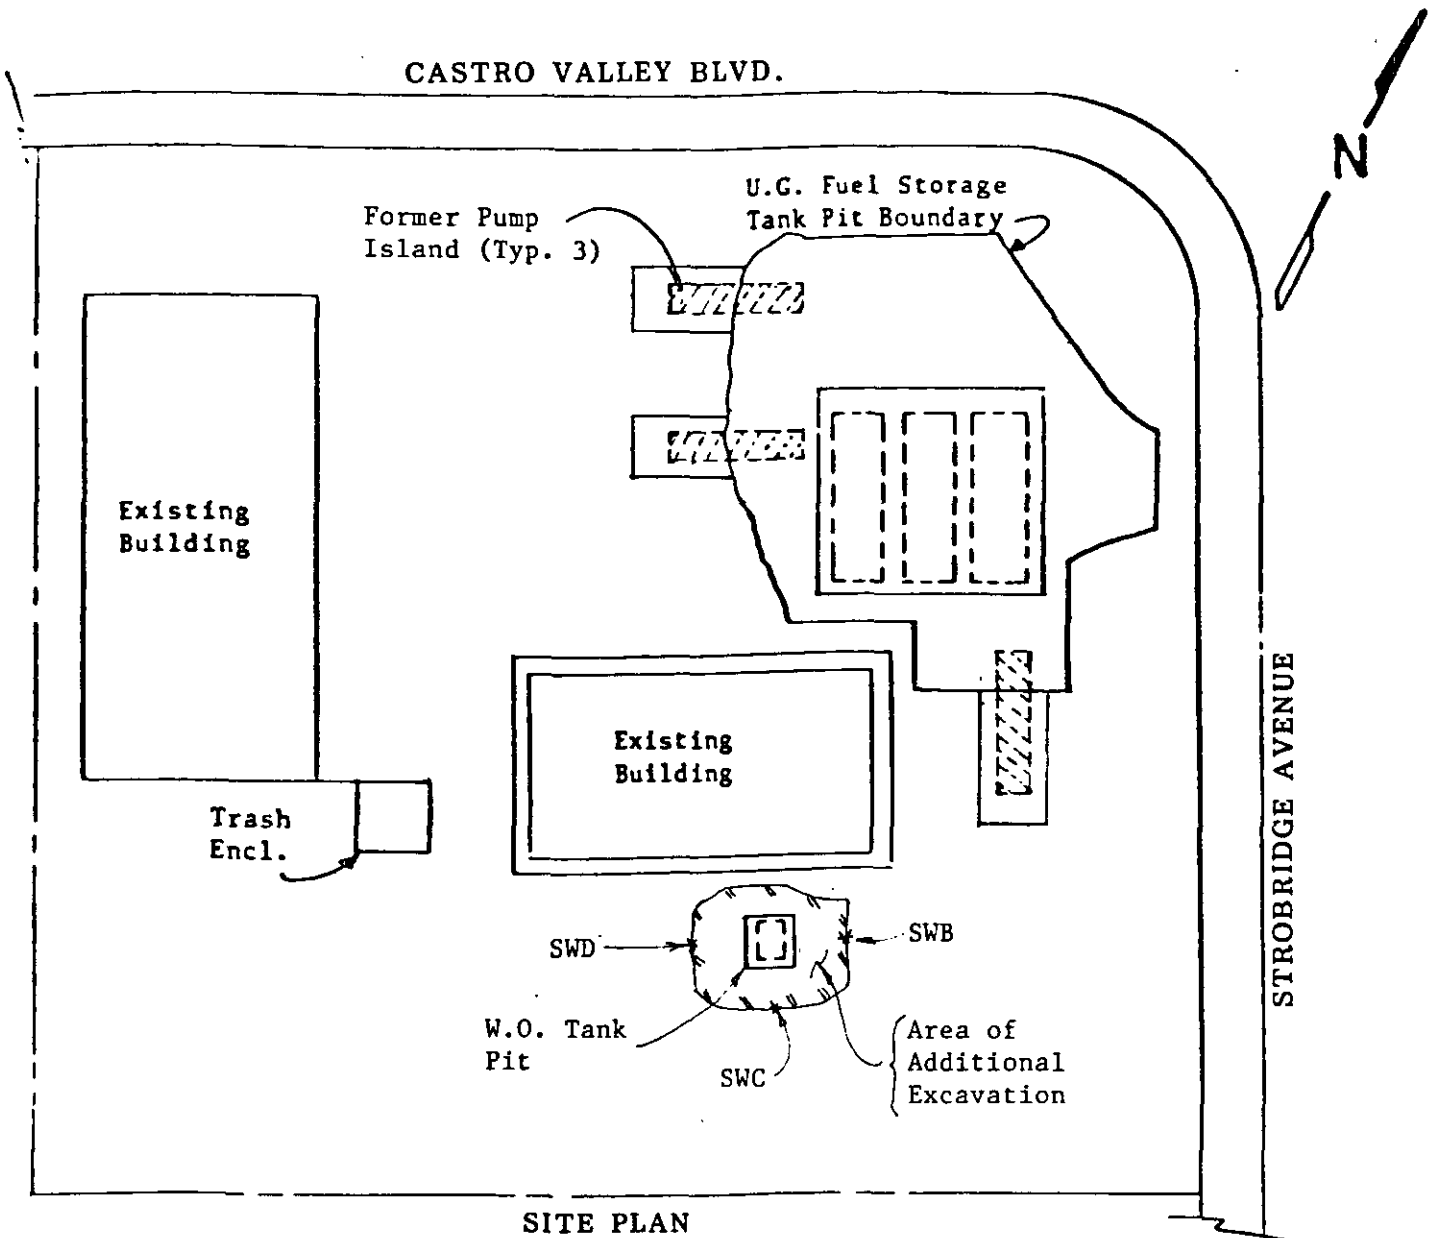 CASTRO VALLEY BLVD.
N
U.G. Fuel Storage
Tank Pit Boundary
Former Pump
Island (Typ. 3)
Existing
Building
STROBRIDGE AVENUE
Existing
Building
Trash
Encl.
SWD
SWB
W.O. Tank
Pit
SWC
Area of
Additional
Excavation
SITE PLAN